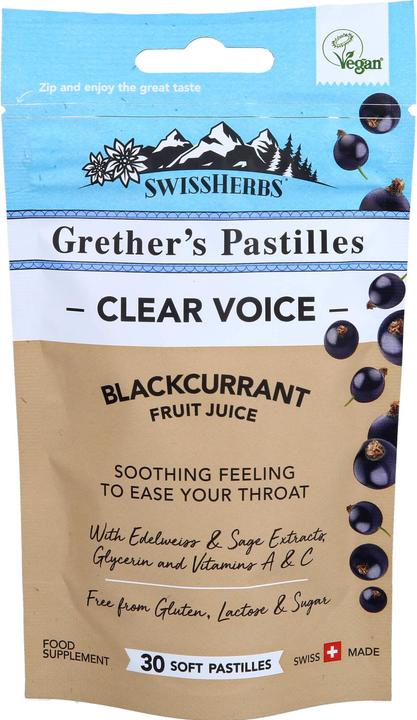 Vegan
Zip and enjoy the great taste
SWISSHERBS®
Grether's Pastilles
– CLEAR VOICE –
BLACKCURRANT
FRUIT JUICE
SOOTHING FEELING
TO EASE YOUR THROAT
With Edelweiss & Sage Extracts,
Glycerin and Vitamins A & C
Free from Gluten, Lactose & Sugar
FOOD
SUPPLEMENT
30 SOFT PASTILLES
SWISS MADE